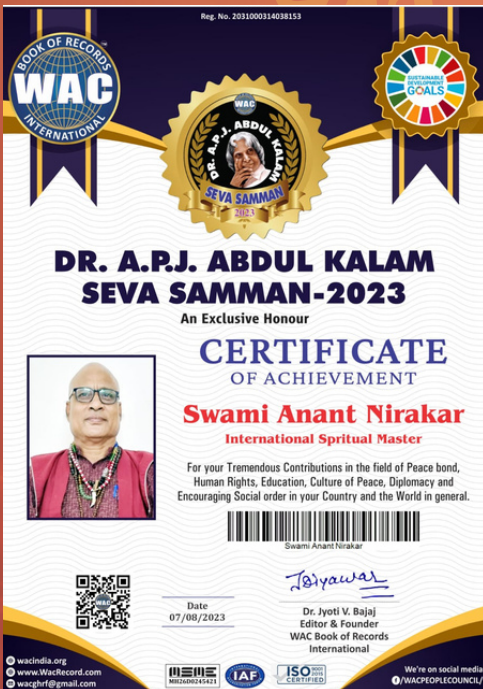 Reg. No. 2031000314038153
BOOK OF RECORDS
WAC
INTERNATIONAL
SUSTAINABLE
DEVELOPMENT
GOALS
WAC
DR. A.P.J. ABDUL KALAM
SEVA SAMMAN
2023
DR. A.P.J. ABDUL KALAM
SEVA SAMMAN-2023
An Exclusive Honour
CERTIFICATE
OF ACHIEVEMENT
Swami Anant Nirakar
International Spritual Master
For your Tremendous Contributions in the field of Peace bond,
Human Rights, Education, Culture of Peace, Diplomacy and
Encouraging Social order in your Country and the World in general.
Swami Anant Nirakar
WAC
Date
07/08/2023
Dr. Jyoti V. Bajaj
Editor & Founder
WAC Book of Records
International
wacindia.org
www.WacRecord.com
wacghrf@gmail.com
MSME
MH26D0245421
IAF
ISO
CERTIFIED
We're on social media
/WACPEOPLECOUNCIL/